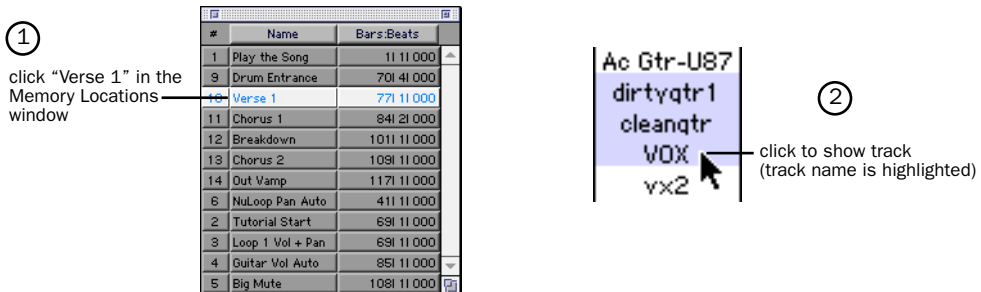 1
click “Verse 1” in the
Memory Locations
window
# Name Bars:Beats
1 Play the Song 1| 1| 000
9 Drum Entrance 70| 4| 000
10 Verse 1 77| 1| 000
11 Chorus 1 84| 2| 000
12 Breakdown 101| 1| 000
13 Chorus 2 109| 1| 000
14 Out Vamp 117| 1| 000
6 NuLoop Pan Auto 41| 1| 000
2 Tutorial Start 69| 1| 000
3 Loop 1 Vol + Pan 69| 1| 000
4 Guitar Vol Auto 85| 1| 000
5 Big Mute 108| 1| 000
Ac Gtr-U87
dirtygtr1
cleangtr
VOX
vx2
2
click to show track
(track name is highlighted)